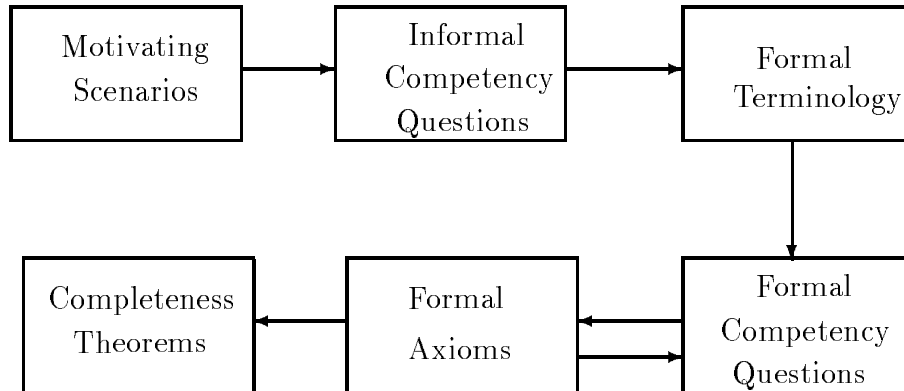 Motivating
Scenarios
Informal
Competency
Questions
Formal
Terminology
Completeness
Theorems
Formal
Axioms
Formal
Competency
Questions